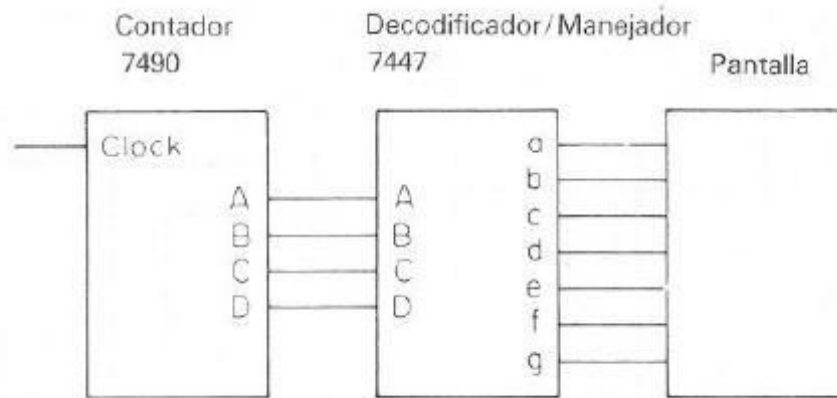 Contador
7490
Decodificador/Manejador
7447
Pantalla
Clock
A
B
C
D
A
B
C
D
a
b
c
d
e
f
g